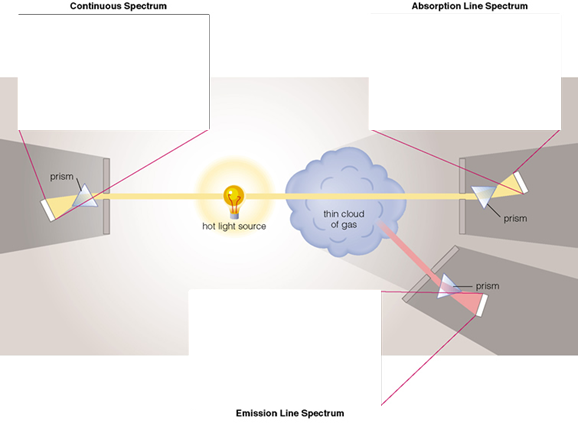 Continuous Spectrum
Absorption Line Spectrum
prism
hot light source
thin cloud
of gas
prism
prism
Emission Line Spectrum